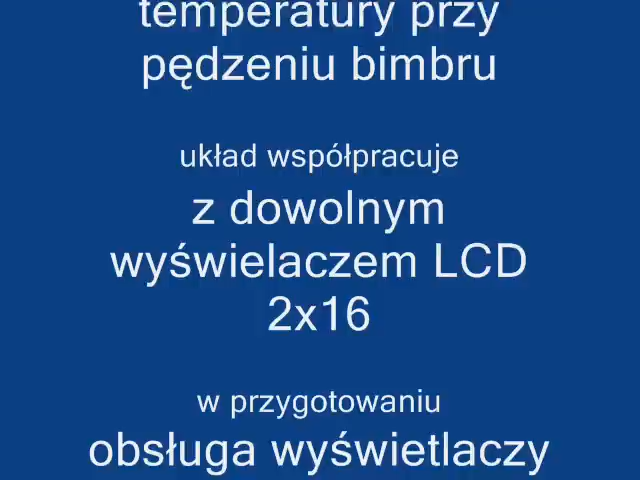 temperatury przy
pędzeniu bimbru
układ współpracuje
z dowolnym
wyświelaczem LCD
2x16
w przygotowaniu
obsługa wyświetlaczy